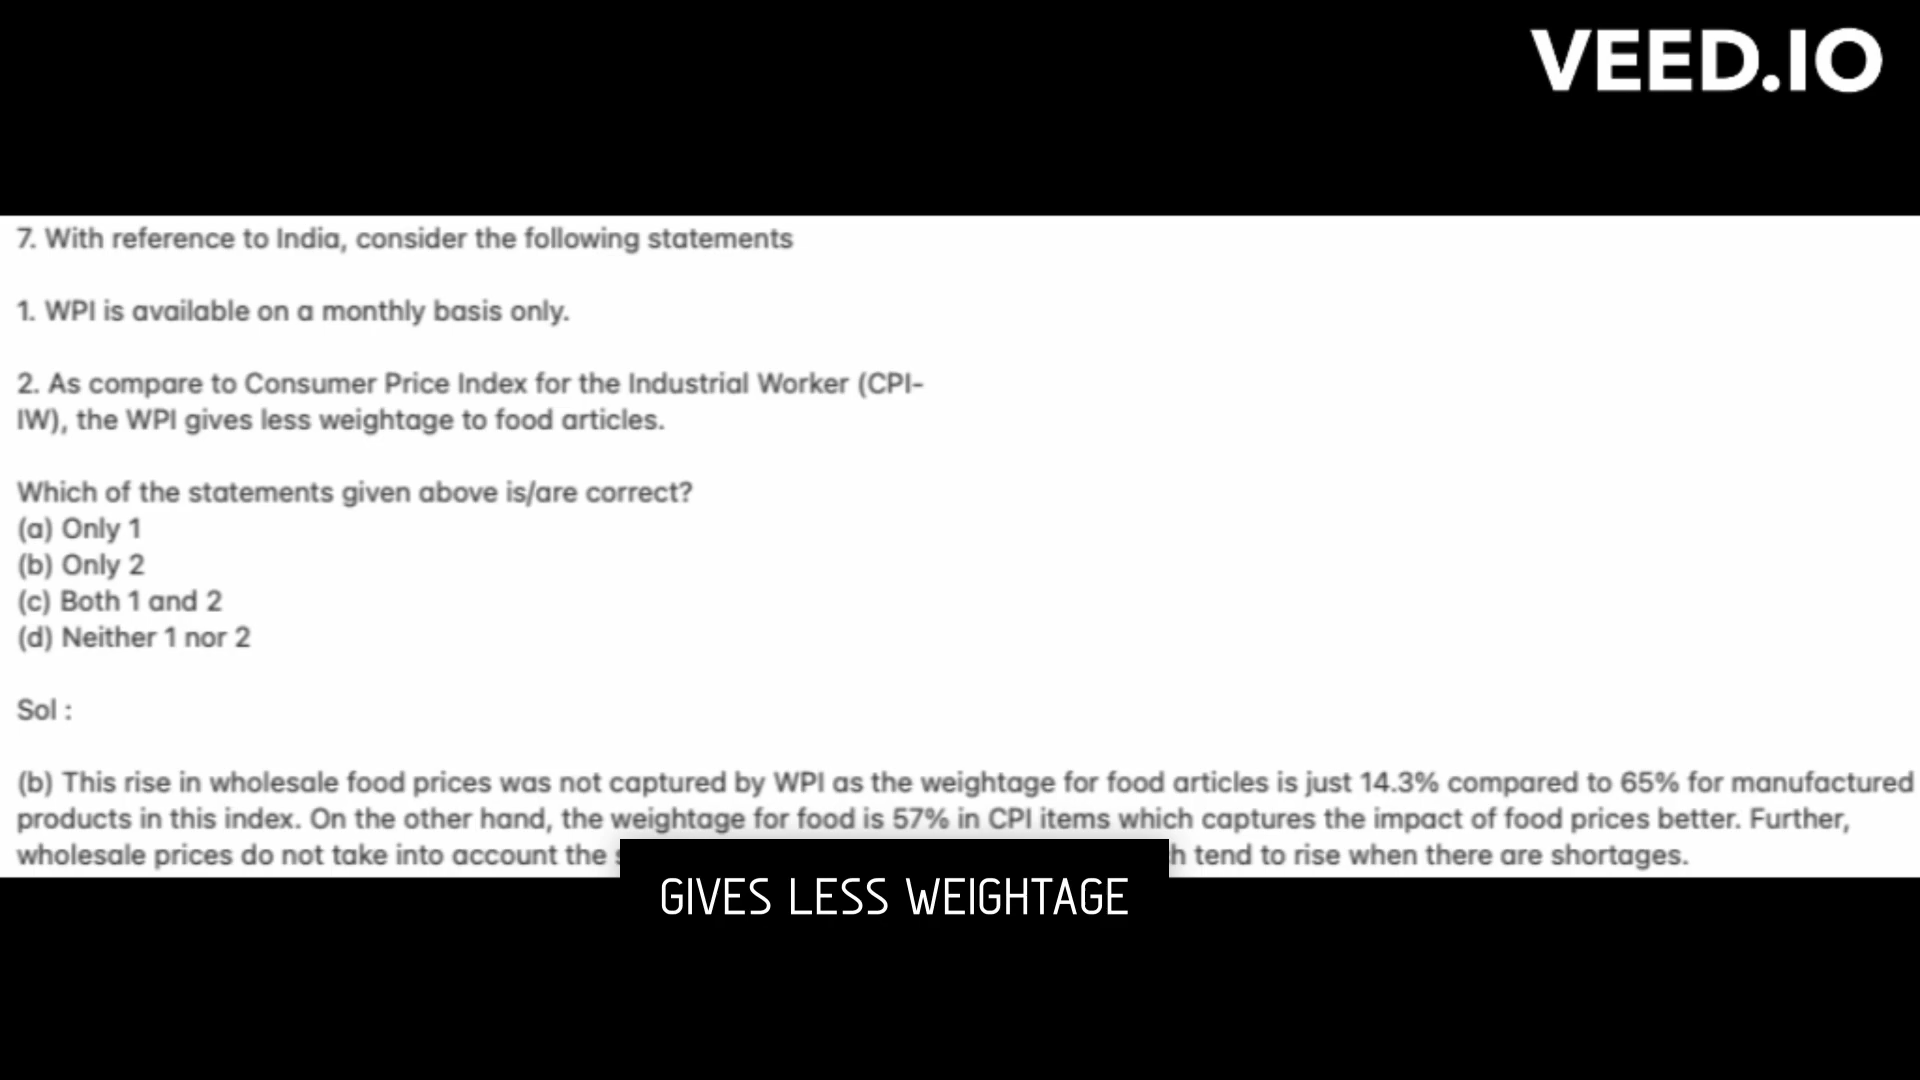 VEED.IO
7. With reference to India, consider the following statements
1. WPI is available on a monthly basis only.
2. As compare to Consumer Price Index for the Industrial Worker (CPI-
IW), the WPI gives less weightage to food articles.
Which of the statements given above is/are correct?
(a) Only 1
(b) Only 2
(c) Both 1 and 2
(d) Neither 1 nor 2
Sol :
(b) This rise in wholesale food prices was not captured by WPI as the weightage for food articles is just 14.3% compared to 65% for manufactured
products in this index. On the other hand, the weightage for food is 57% in CPI items which captures the impact of food prices better. Further,
wholesale prices do not take into account the tend to rise when there are shortages.
GIVES LESS WEIGHTAGE